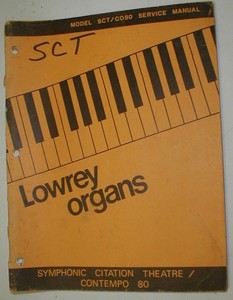 MODEL SCT/CO80 SERVICE MANUAL
SCT
Lowrey
organs
SYMPHONIC CITATION THEATRE /
CONTEMPO 80